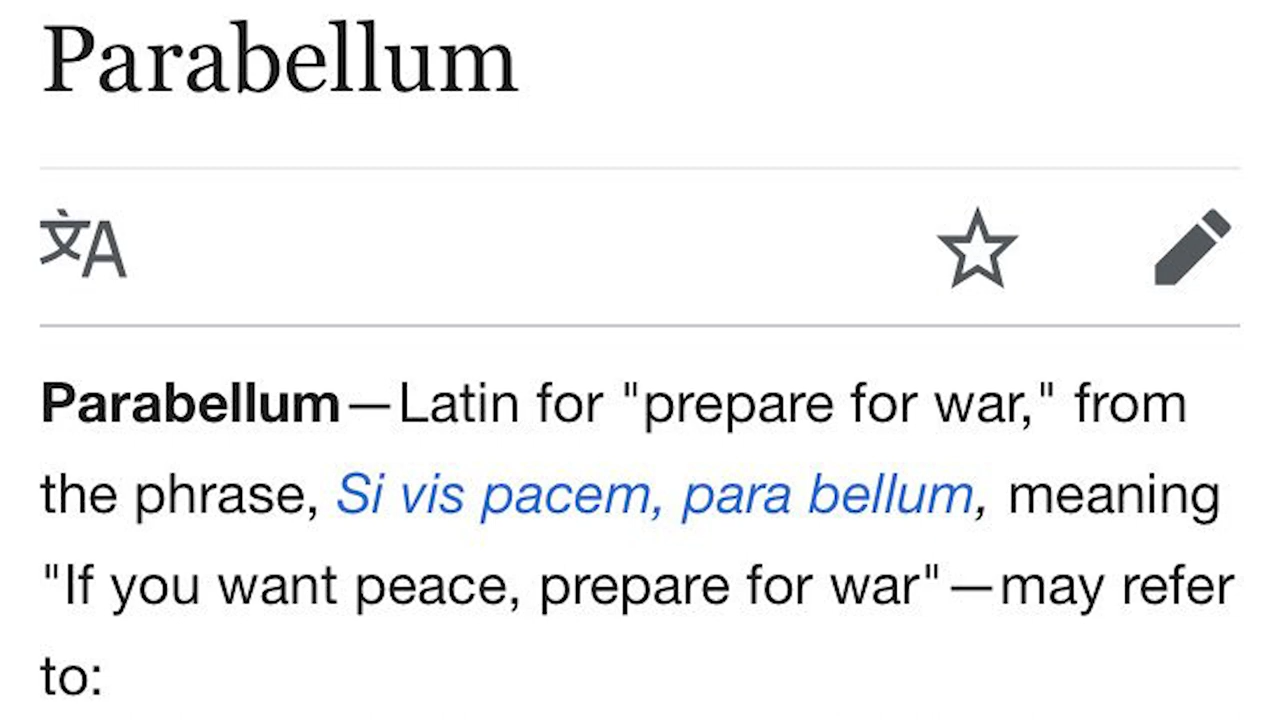 Parabellum
文A
Parabellum—Latin for "prepare for war," from
the phrase, Si vis pacem, para bellum, meaning
"If you want peace, prepare for war"—may refer
to: